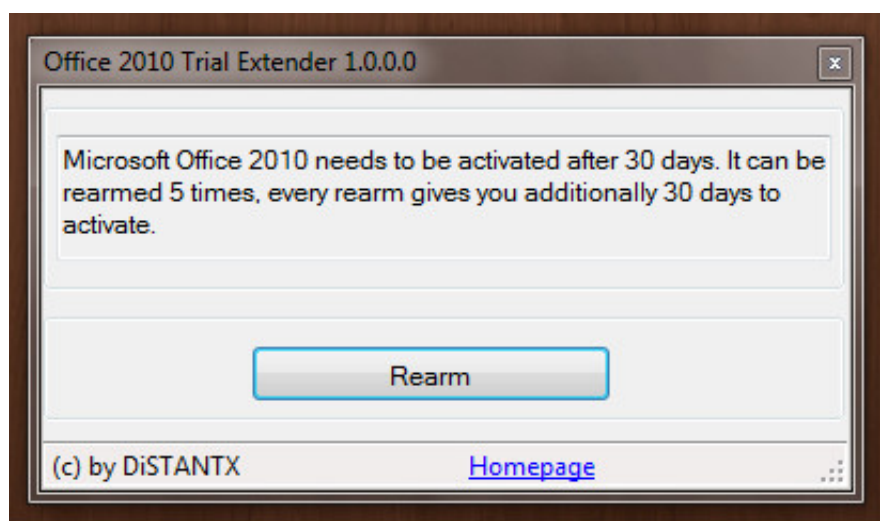 Office 2010 Trial Extender 1.0.0.0
Microsoft Office 2010 needs to be activated after 30 days. It can be
rearmed 5 times, every rearm gives you additionally 30 days to
activate.
Rearm
(c) by DiSTANTX Homepage